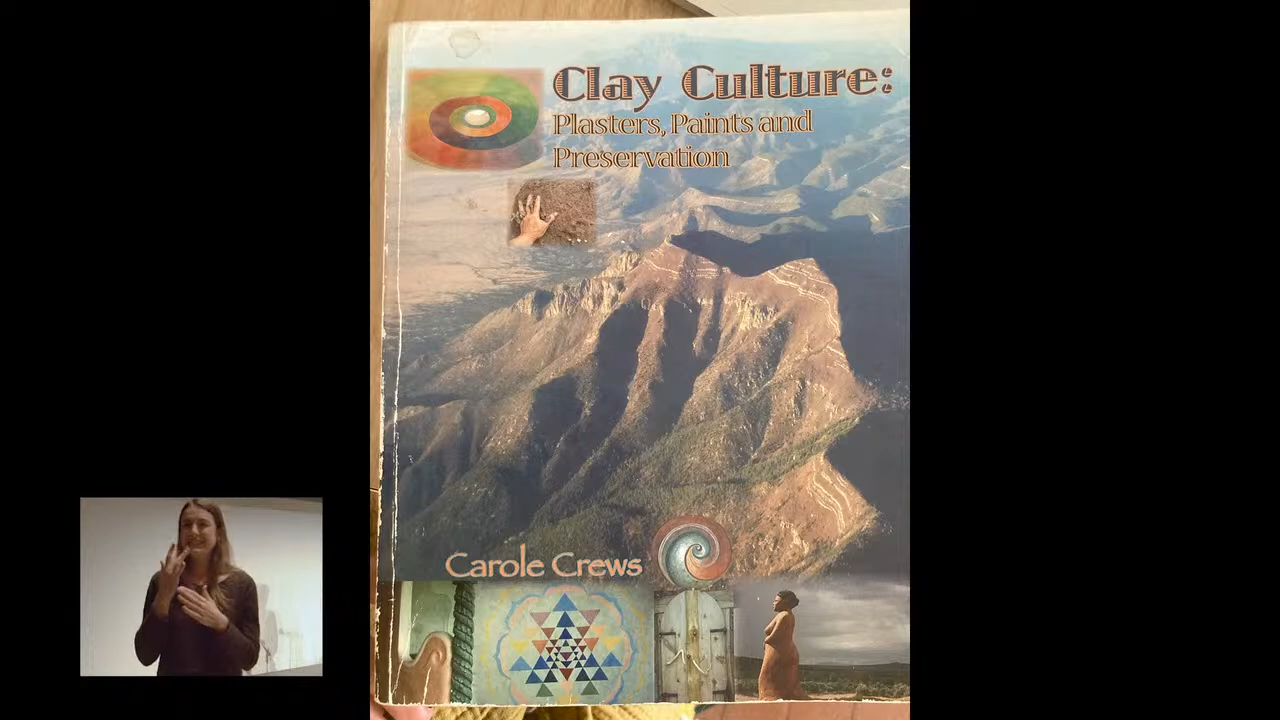 Clay Culture:
Plasters, Paints and
Preservation
Carole Crews